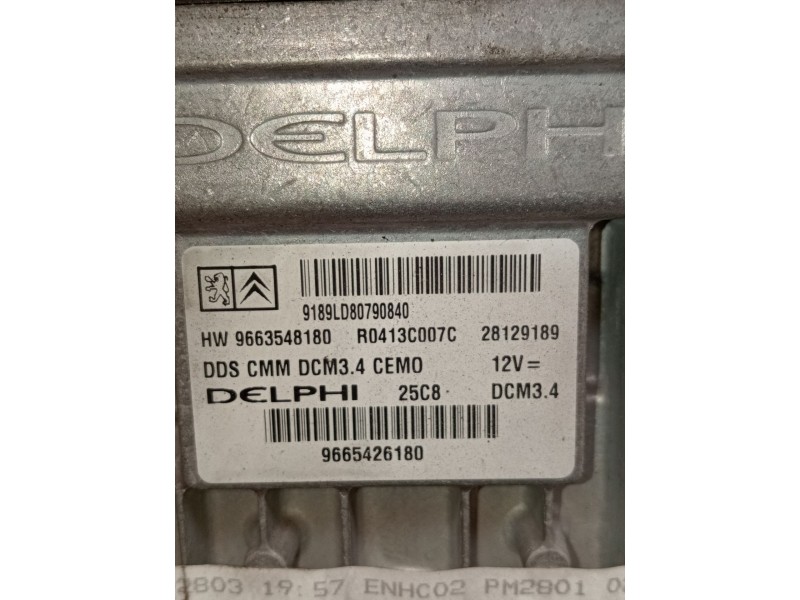 DELPHI
9189LD80790840
HW 9663548180 R0413C007C 28129189
DDS CMM DCM3.4 CEMO 12V=
DELPHI 25C8 DCM3.4
9665426180
2803 19:57 ENHC02 PM2801